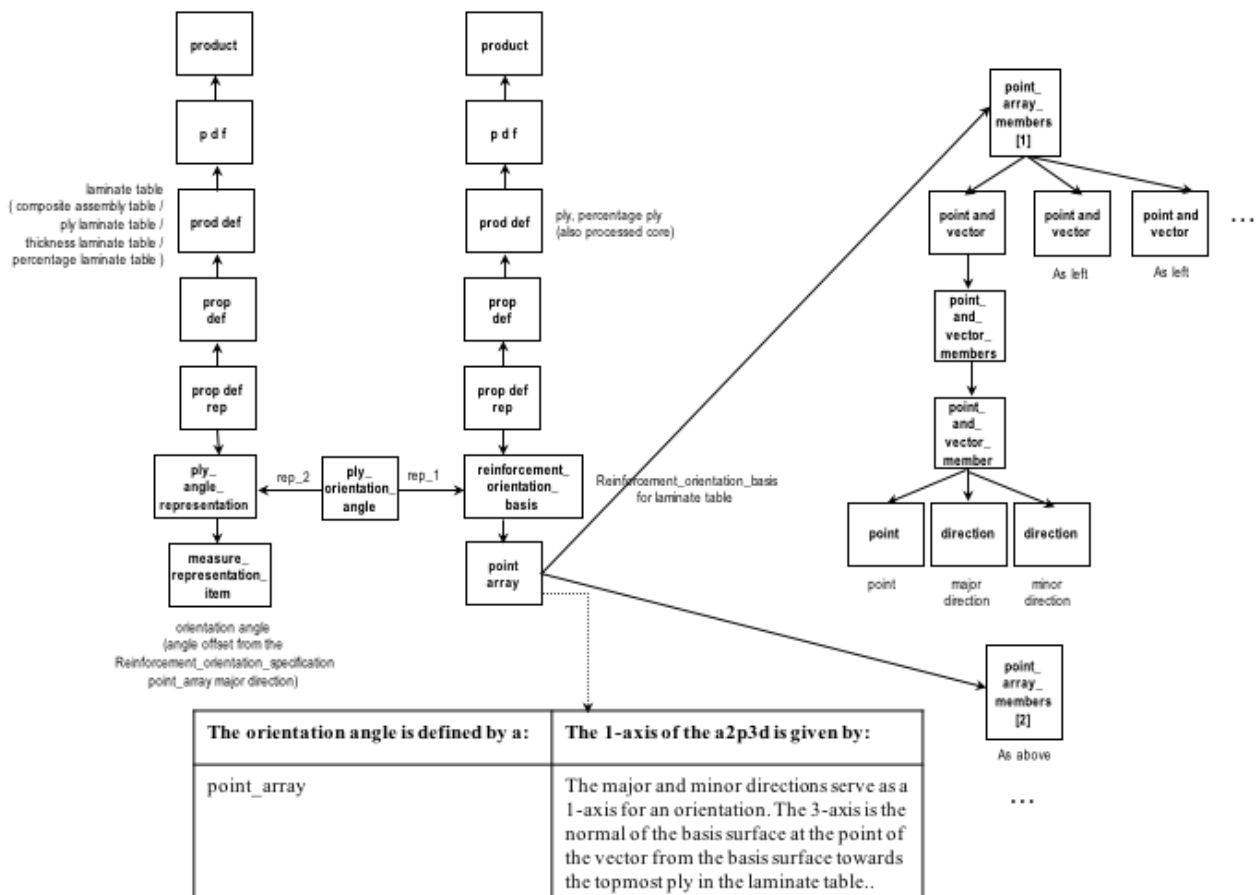 product
p d f
laminate table
( composite assembly table /
ply laminate table /
thickness laminate table /
percentage laminate table )
prod def
prop
def
prop def
rep
ply_
angle_
representation
measure_
representation_
item
orientation angle
(angle offset from the
Reinforcement_orientation_specification
point_array major direction)
rep_2
ply_
orientation_
angle
rep_1
product
p d f
prod def
ply, percentage ply
(also processed core)
prop
def
prop def
rep
reinforcement_
orientation_
basis
Reinforcement_orientation_basis
for laminate table
point
array
point_
array_
members
[1]
point and
vector
point and
vector
As left
point and
vector
As left
...
point_
and_
vector_
members
point_
and_
vector_
member
point
direction
direction
point
major
direction
minor
direction
point_
array_
members
[2]
As above
...
The orientation angle is defined by a:
The 1-axis of the a2p3d is given by:
point_array
The major and minor directions serve as a
1-axis for an orientation. The 3-axis is the
normal of the basis surface at the point of
the vector from the basis surface towards
the topmost ply in the laminate table..